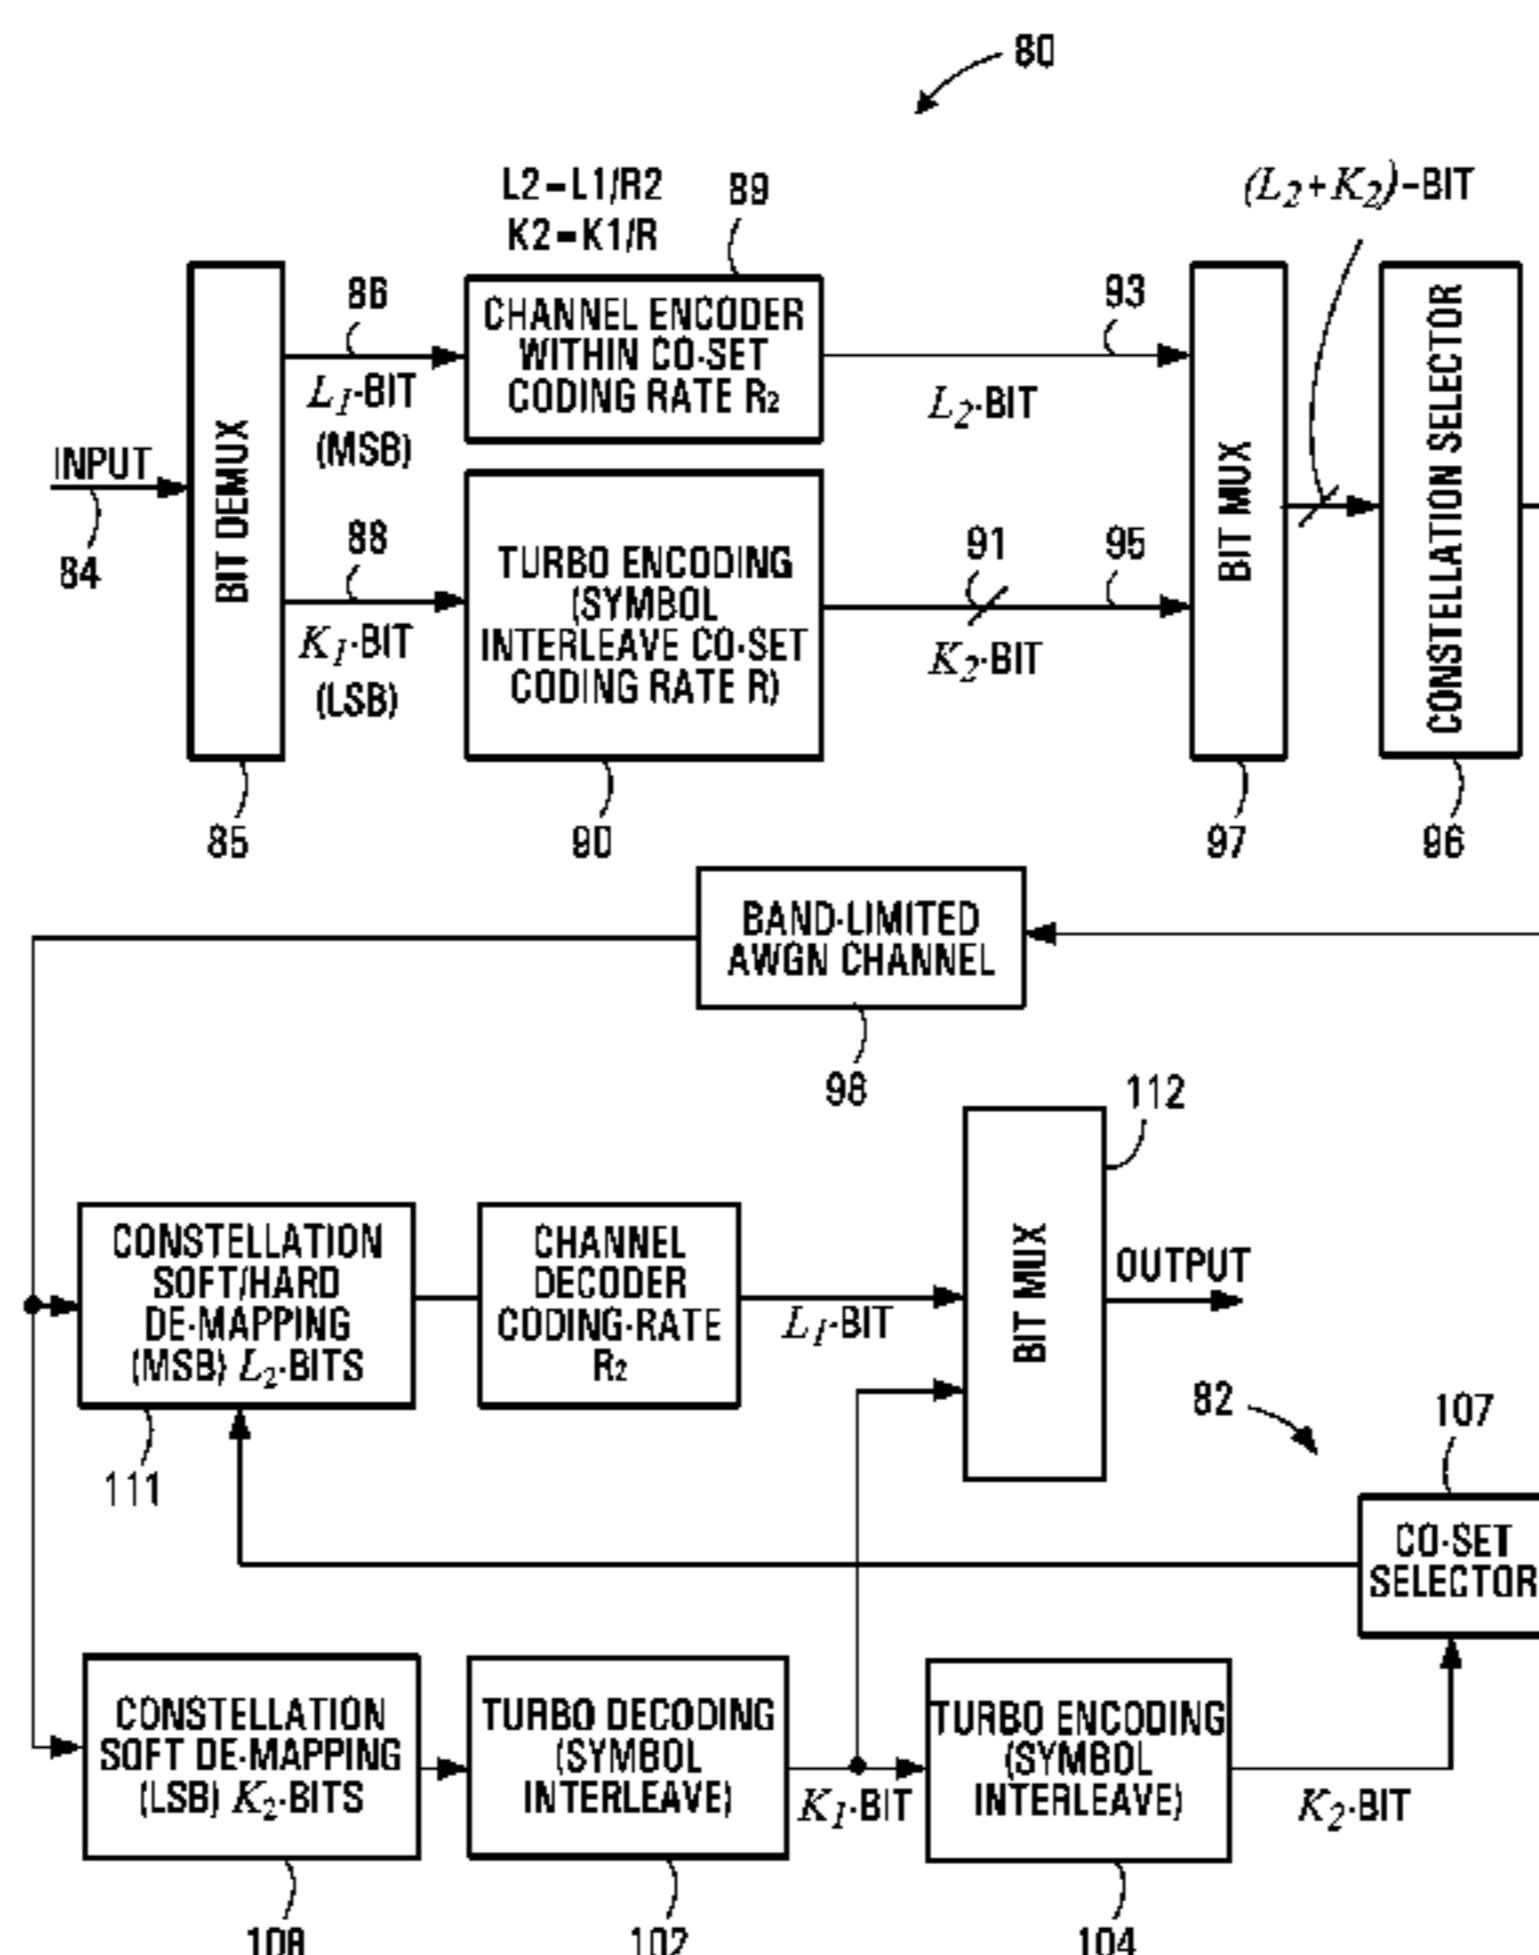 80
L2-L1/R2
K2-K1/R
89
(L2+K2)-BIT
86
93
CHANNEL ENCODER
WITHIN CO-SET
CODING RATE R2
L1-BIT
(MSB)
L2-BIT
INPUT
84
BIT DEMUX
88
TURBO ENCODING
(SYMBOL
INTERLEAVE CO-SET
CODING RATE R)
91
95
K1-BIT
(LSB)
K2-BIT
BIT MUX
CONSTELLATION SELECTOR
85
90
97
96
BAND-LIMITED
AWGN CHANNEL
98
112
CONSTELLATION
SOFT/HARD
DE-MAPPING
(MSB) L2-BITS
CHANNEL
DECODER
CODING-RATE
R2
L1-BIT
BIT MUX
OUTPUT
82
107
111
CO-SET
SELECTOR
CONSTELLATION
SOFT DE-MAPPING
(LSB) K2-BITS
TURBO DECODING
(SYMBOL
INTERLEAVE)
K1-BIT
TURBO ENCODING
(SYMBOL
INTERLEAVE)
K2-BIT
102
104